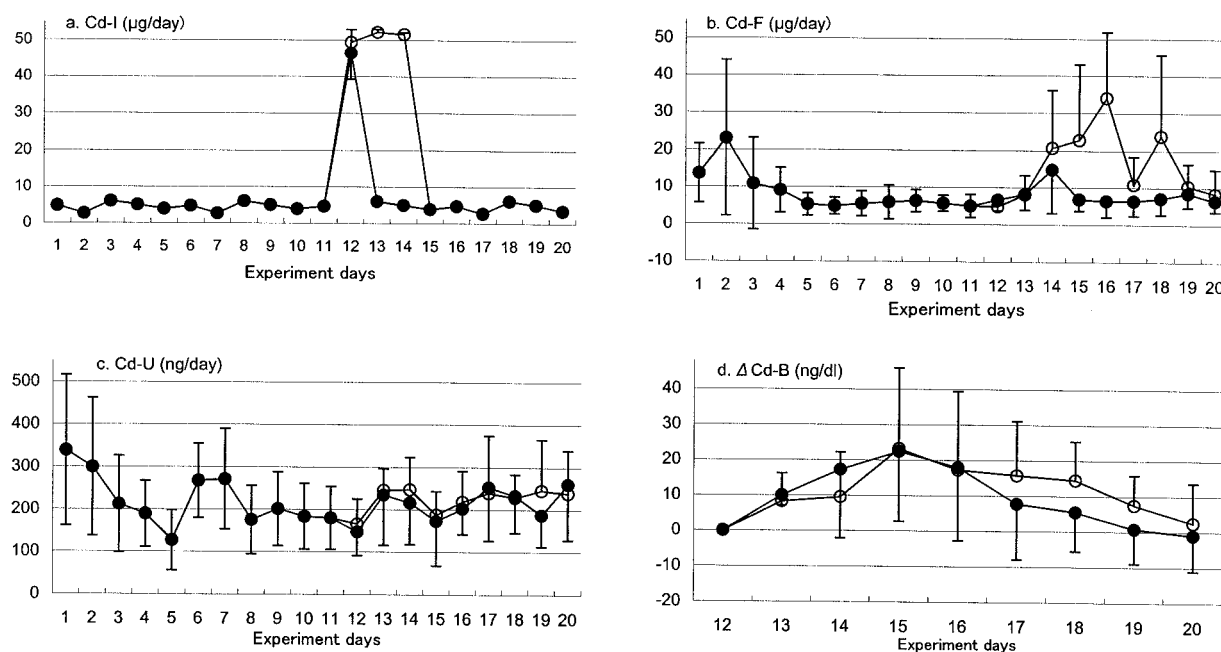 a. Cd-I (µg/day)
50
40
30
20
10
0
1 2 3 4 5 6 7 8 9 10 11 12 13 14 15 16 17 18 19 20
Experiment days
b. Cd-F (µg/day)
50
40
30
20
10
0
-10
1 2 3 4 5 6 7 8 9 10 11 12 13 14 15 16 17 18 19 20
Experiment days
c. Cd-U (ng/day)
500
400
300
200
100
0
1 2 3 4 5 6 7 8 9 10 11 12 13 14 15 16 17 18 19 20
Experiment days
d. Δ Cd-B (ng/dl)
40
30
20
10
0
-10
-20
12 13 14 15 16 17 18 19 20
Experiment days